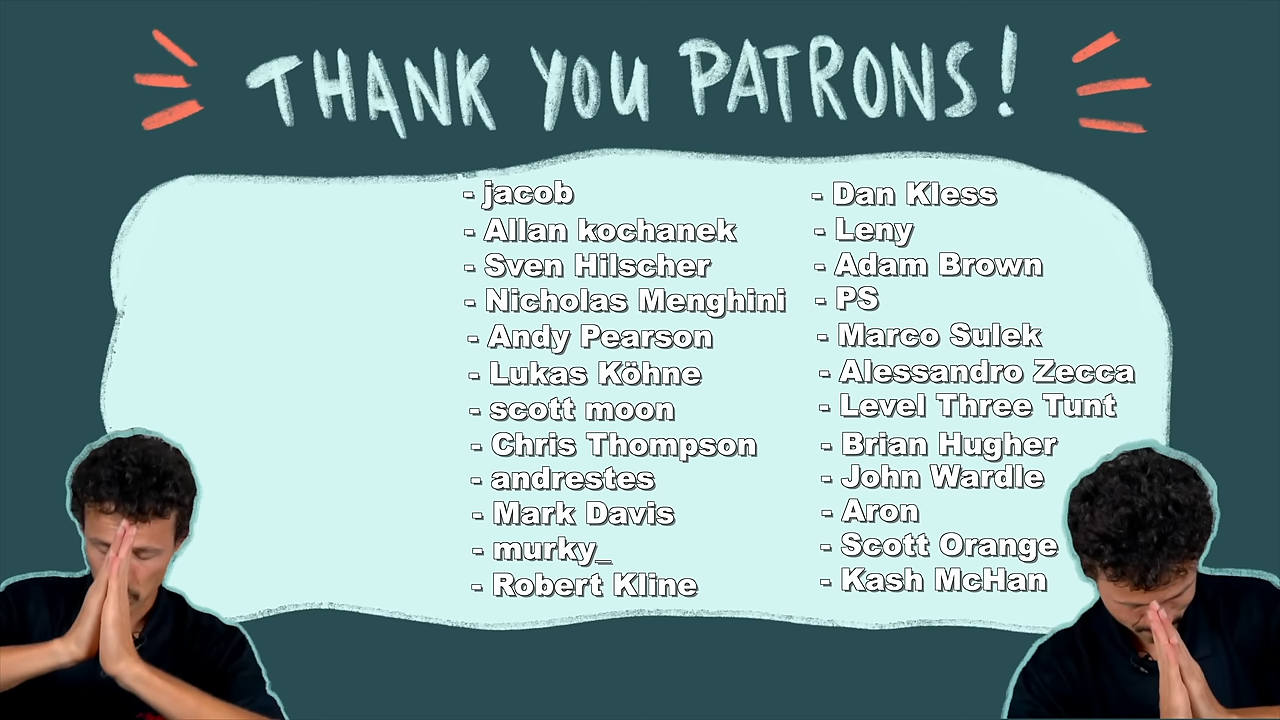 THANK YOU PATRONS!
- jacob
- Allan kochanek
- Sven Hilscher
- Nicholas Menghini
- Andy Pearson
- Lukas Köhne
- scott moon
- Chris Thompson
- andrestes
- Mark Davis
- murky_
- Robert Kline
- Dan Kless
- Leny
- Adam Brown
- PS
- Marco Sulek
- Alessandro Zecca
- Level Three Tunt
- Brian Hugher
- John Wardle
- Aron
- Scott Orange
- Kash McHan